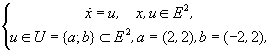 ẋ = u, x, u ∈ E²,
u ∈ U = {a; b} ⊂ E², a = (2, 2), b = (−2, 2),